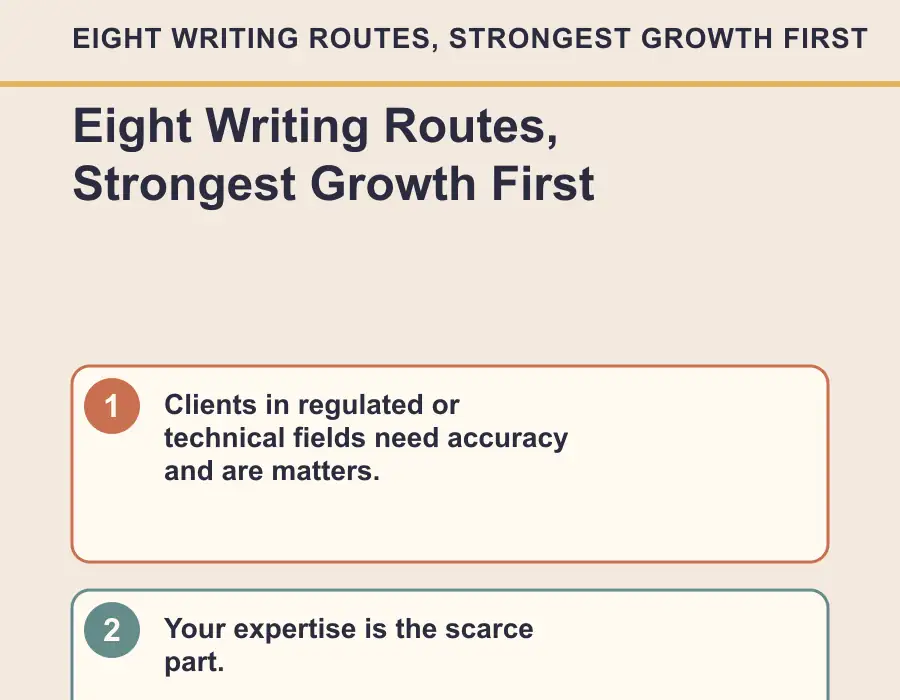 EIGHT WRITING ROUTES, STRONGEST GROWTH FIRST
Eight Writing Routes,
Strongest Growth First
1
Clients in regulated or
technical fields need accuracy
and are matters.
2
Your expertise is the scarce
part.